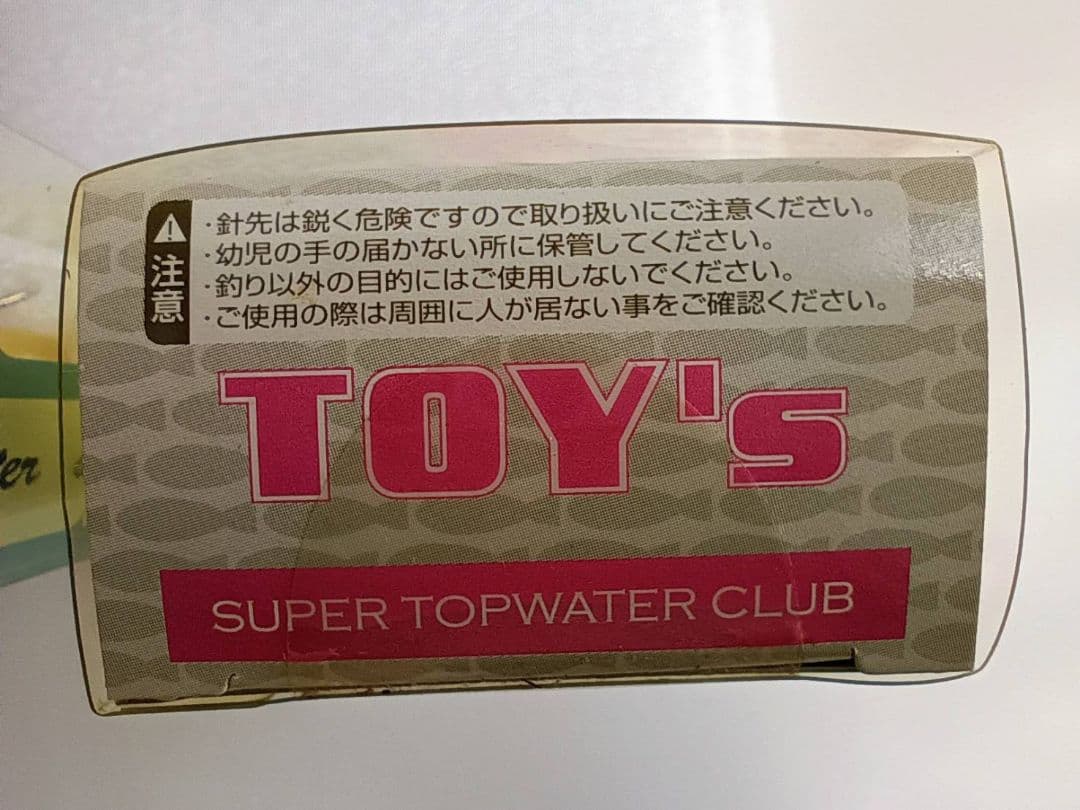 ⚠注意
・針先は鋭く危険ですので取り扱いにご注意ください。
・幼児の手の届かない所に保管してください。
・釣り以外の目的にはご使用しないでください。
・ご使用の際は周囲に人が居ない事をご確認ください。
TOY's
SUPER TOPWATER CLUB